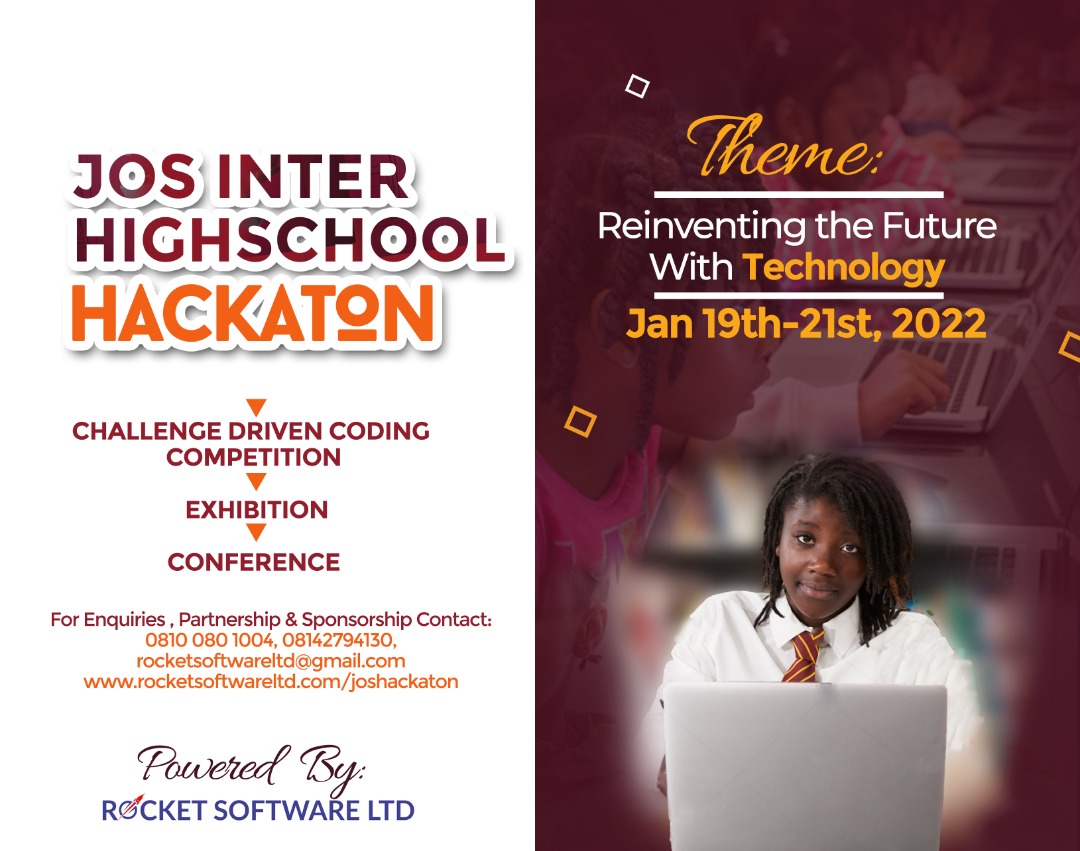 JOS INTER
HIGHSCHOOL
HACKATON
CHALLENGE DRIVEN CODING
COMPETITION
EXHIBITION
CONFERENCE
For Enquiries , Partnership & Sponsorship Contact:
0810 080 1004, 08142794130,
rocketsoftwareltd@gmail.com
www.rocketsoftwareltd.com/joshackaton
Powered By:
ROCKET SOFTWARE LTD
Theme:
Reinventing the Future
With Technology
Jan 19th-21st, 2022